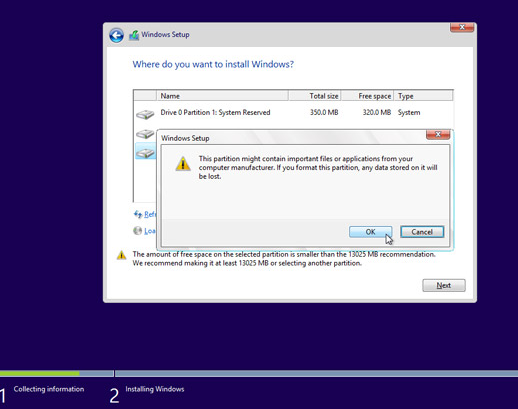 Windows Setup
Where do you want to install Windows?
Name Total size Free space Type
Drive 0 Partition 1: System Reserved 350.0 MB 320.0 MB System
Windows Setup
This partition might contain important files or applications from your
computer manufacturer. If you format this partition, any data stored on it will
be lost.
OK Cancel
The amount of free space on the selected partition is smaller than the 13025 MB recommendation.
We recommend making it at least 13025 MB or selecting another partition.
Next
1 Collecting information 2 Installing Windows